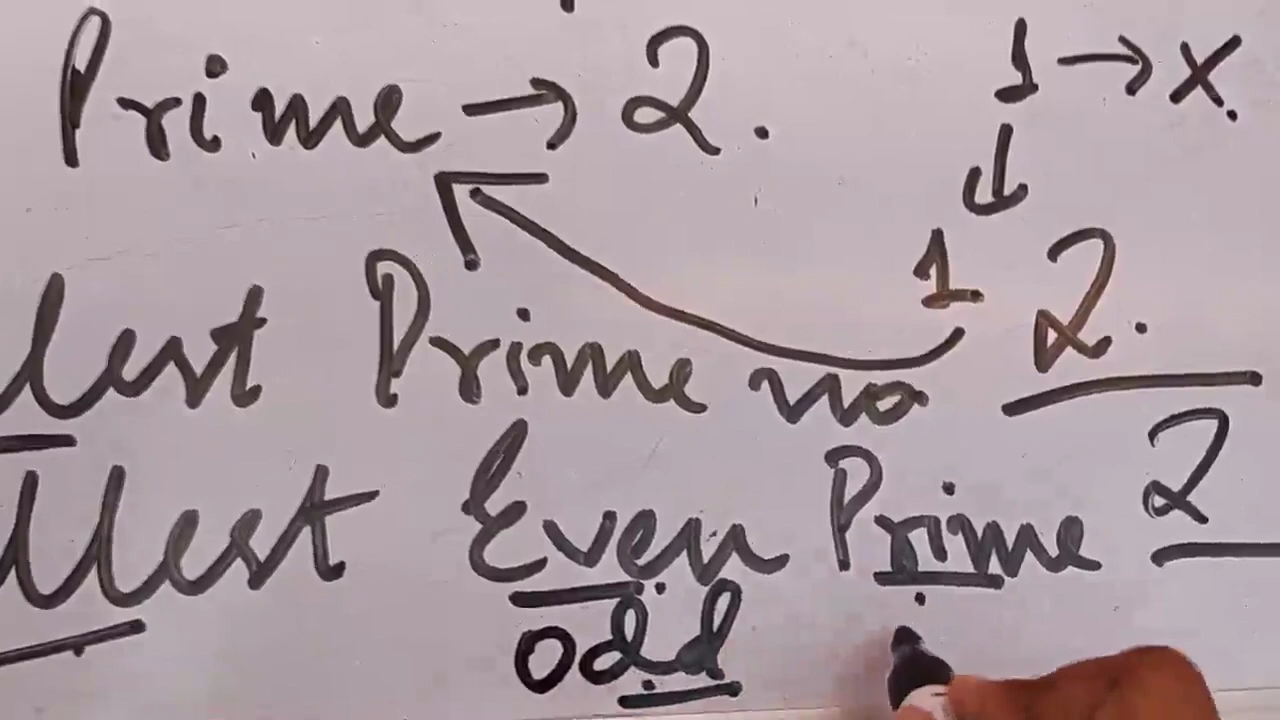 Prime → 2. 1 → x.
↓
1 2.
llest Prime no
llest Even Prime 2
odd